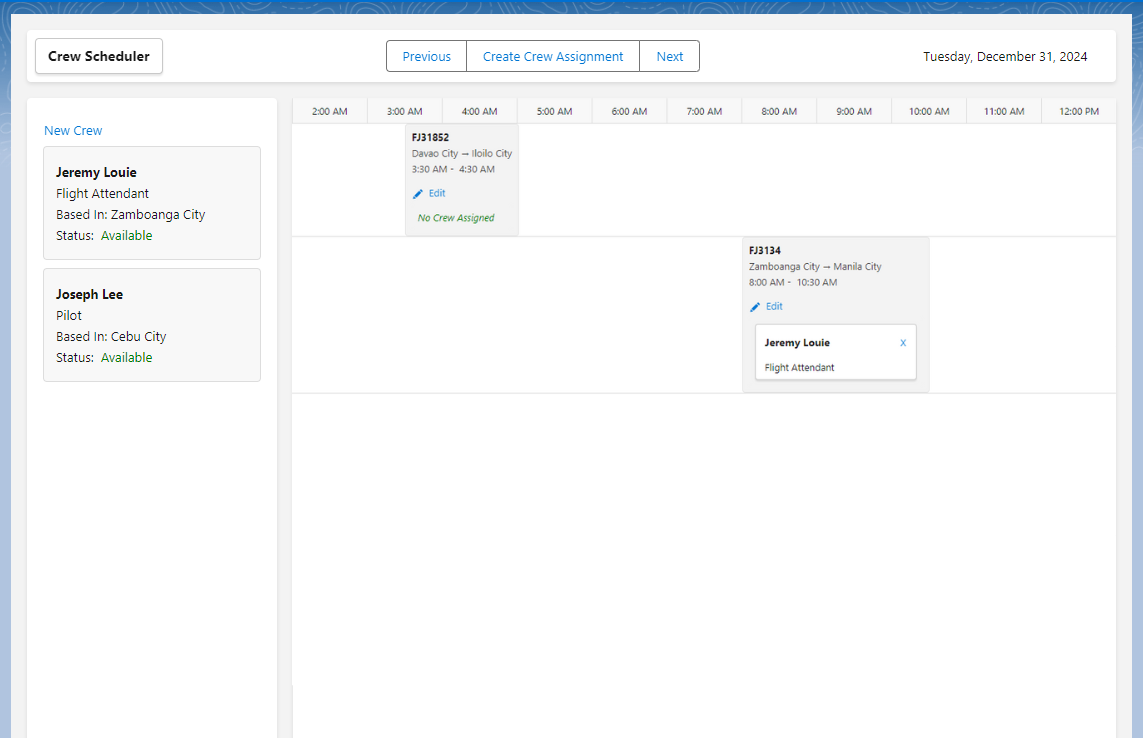 Crew Scheduler
Previous
Create Crew Assignment
Next
Tuesday, December 31, 2024
New Crew
Jeremy Louie
Flight Attendant
Based In: Zamboanga City
Status: Available
Joseph Lee
Pilot
Based In: Cebu City
Status: Available
2:00 AM 3:00 AM 4:00 AM 5:00 AM 6:00 AM 7:00 AM 8:00 AM 9:00 AM 10:00 AM 11:00 AM 12:00 PM
FJ31852
Davao City → Iloilo City
3:30 AM - 4:30 AM
Edit
No Crew Assigned
FJ3134
Zamboanga City → Manila City
8:00 AM - 10:30 AM
Edit
Jeremy Louie X
Flight Attendant